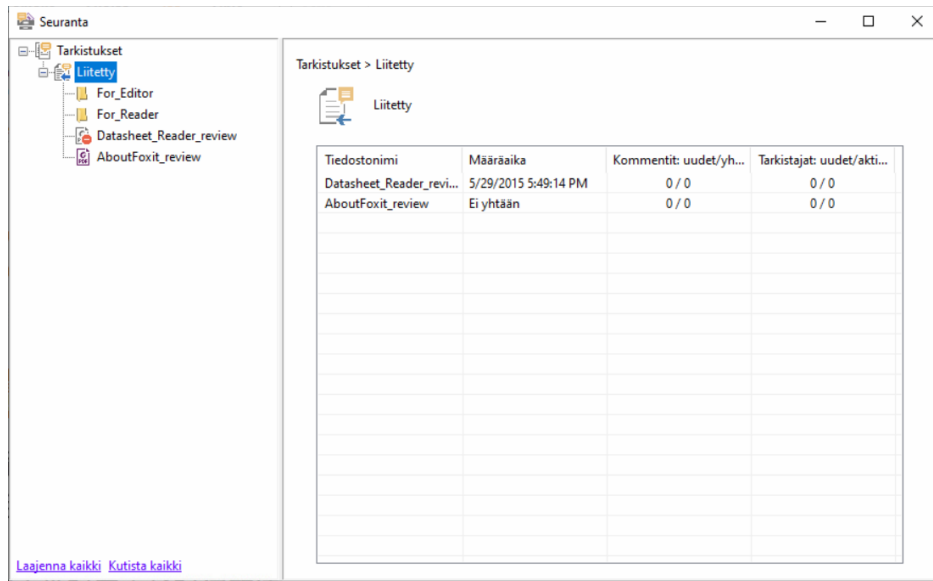 Seuranta
Tarkistukset
Liitetty
For_Editor
For_Reader
Datasheet_Reader_review
AboutFoxit_review
Laajenna kaikki Kutista kaikki
Tarkistukset > Liitetty
Liitetty
Tiedostonimi Määräaika Kommentit: uudet/yh... Tarkistajat: uudet/akti...
Datasheet_Reader_revi... 5/29/2015 5:49:14 PM 0 / 0 0 / 0
AboutFoxit_review Ei yhtään 0 / 0 0 / 0